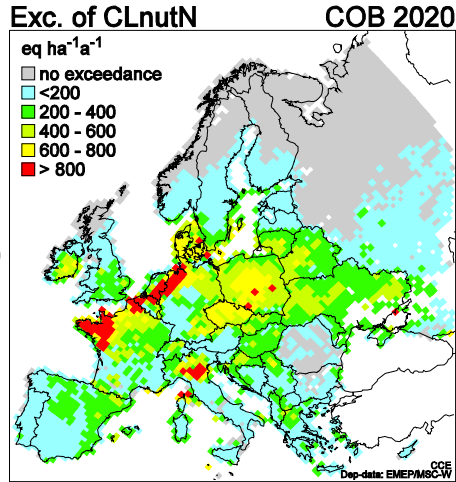 Exc. of CLnutN COB 2020
eq ha-1a-1
no exceedance
<200
200 - 400
400 - 600
600 - 800
> 800
CCE
Dep-data: EMEP/MSC-W